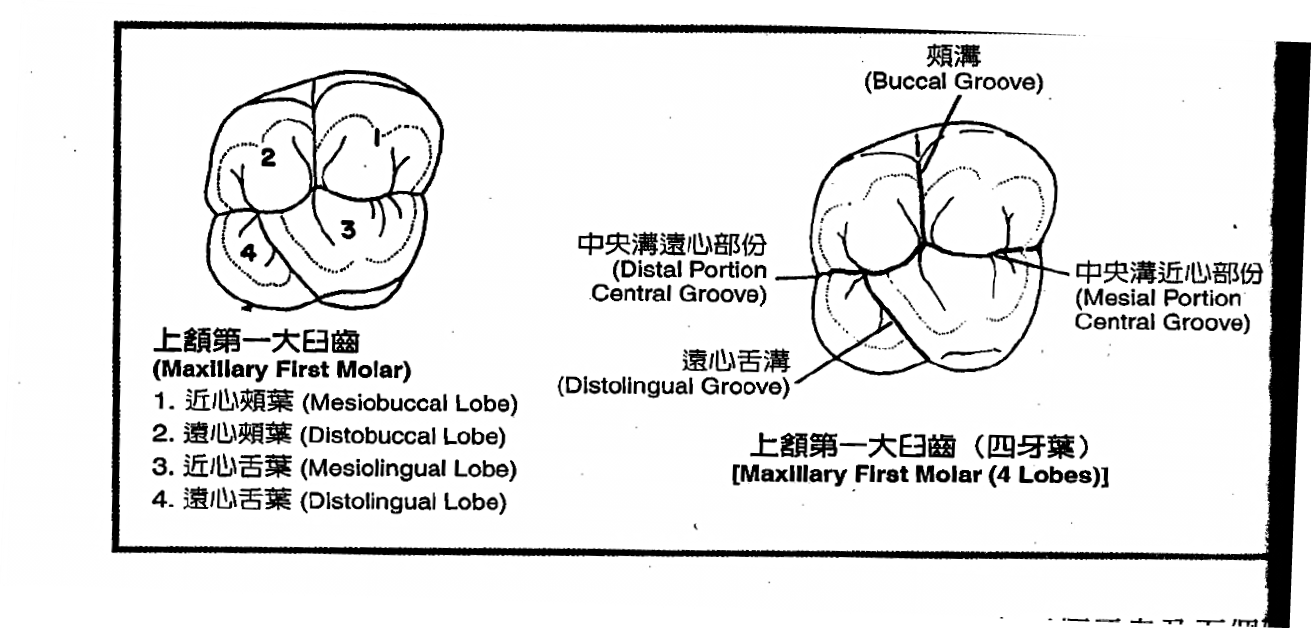 2
1
3
4
上顎第一大臼齒
(Maxillary First Molar)
1. 近心頰葉 (Mesiobuccal Lobe)
2. 遠心頰葉 (Distobuccal Lobe)
3. 近心舌葉 (Mesiolingual Lobe)
4. 遠心舌葉 (Distolingual Lobe)
頰溝
(Buccal Groove)
中央溝遠心部份
(Distal Portion
Central Groove)
中央溝近心部份
(Mesial Portion
Central Groove)
遠心舌溝
(Distolingual Groove)
上顎第一大臼齒（四牙葉）
[Maxillary First Molar (4 Lobes)]